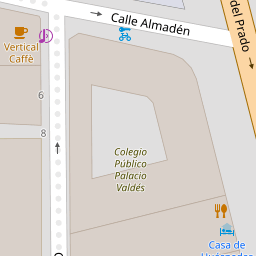 Calle Almadén
del Prado
Vertical
Caffè
6
8
Colegio
Público
Palacio
Valdés
Casa de